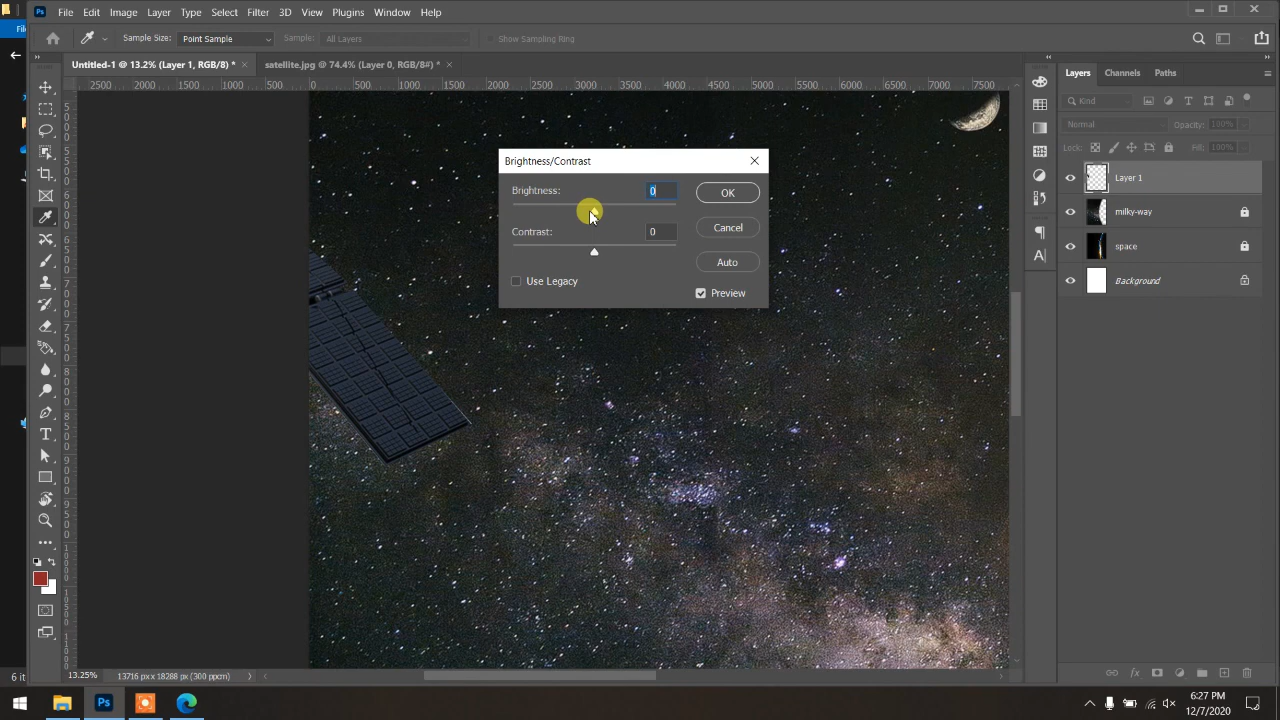 Fil
Ps File Edit Image Layer Type Select Filter 3D View Plugins Window Help
Sample Size: Point Sample Sample: All Layers Show Sampling Ring
Untitled-1 @ 13.2% (Layer 1, RGB/8) * × satellite.jpg @ 74.4% (Layer 0, RGB/8#) * ×
2500 2000 1500 1000 500 0 500 1000 1500 2000 2500 3000 3500 4000 4500 5000 5500 6000 6500 7000 7500
Layers Channels Paths
Kind
Normal Opacity: 100%
Lock: Fill: 100%
Layer 1
milky-way
space
Background
Brightness/Contrast
Brightness: 0
OK
Contrast: 0
Cancel
Auto
Use Legacy
Preview
13.25% 13716 px x 18288 px (300 ppcm)
6 it
Ps
6:27 PM
12/7/2020